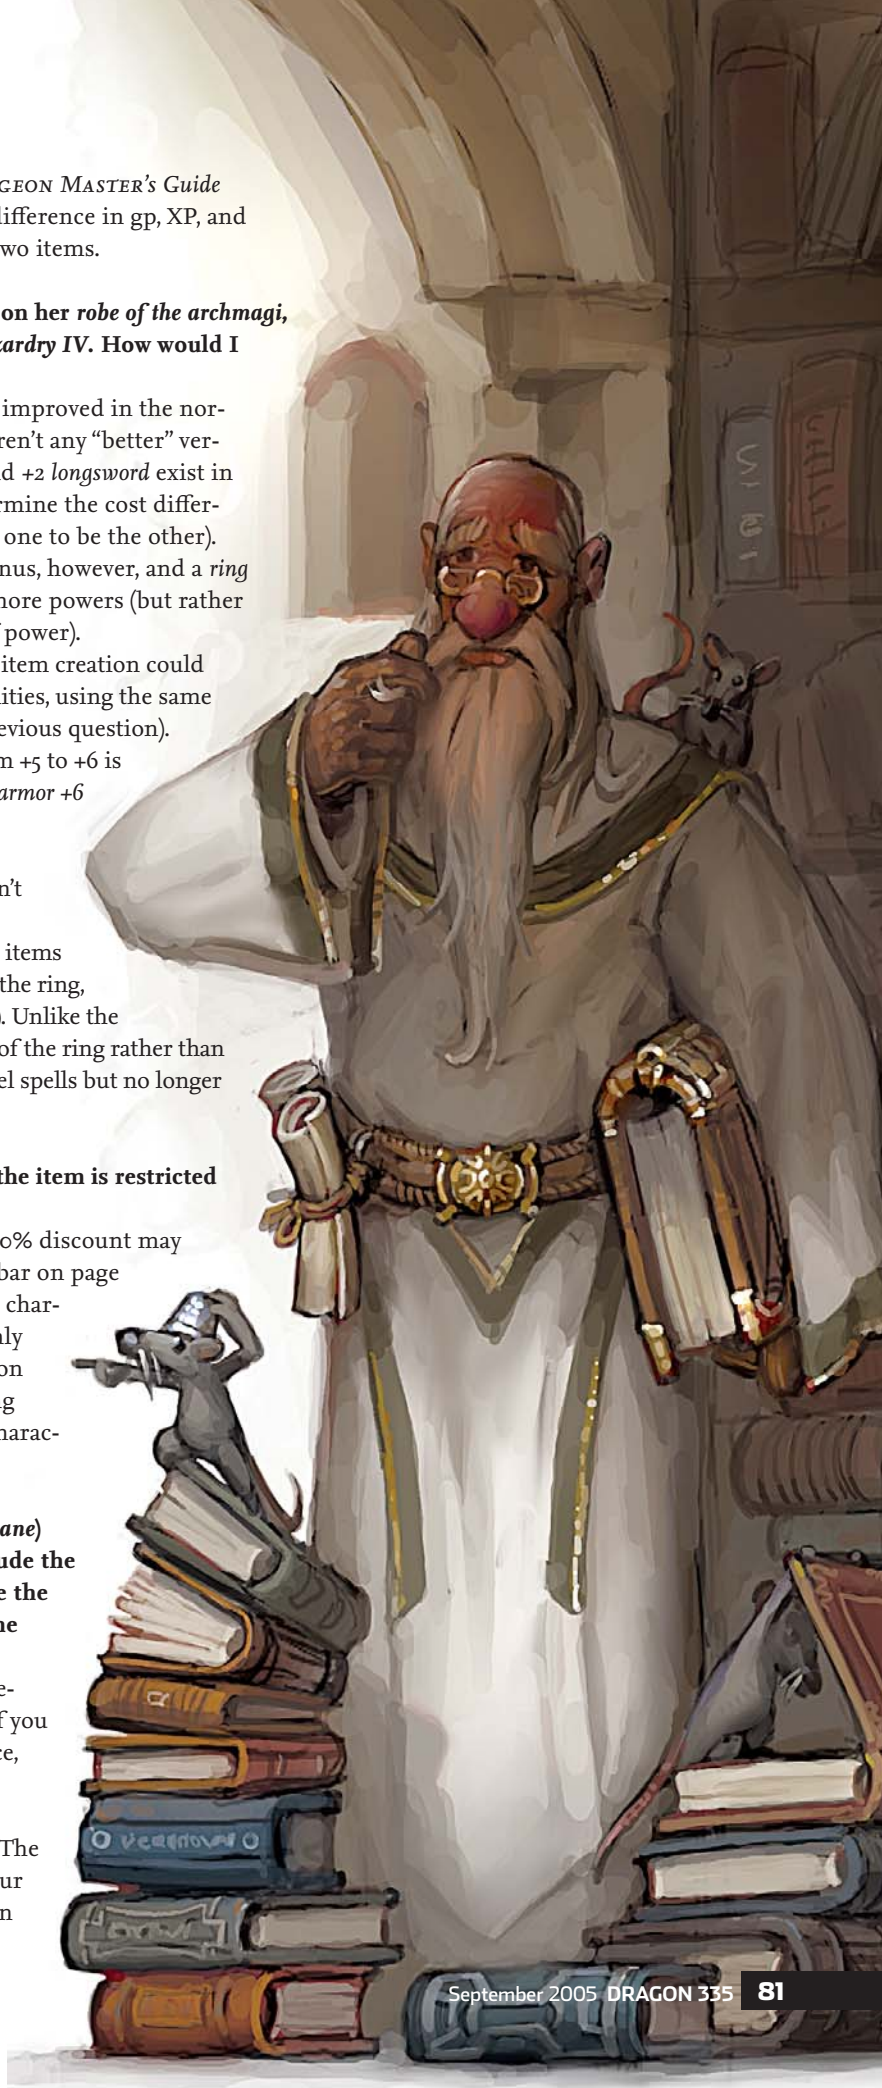 GEON MASTER's Guide
ifference in gp, XP, and
wo items.
on her robe of the archmagi,
ardry IV. How would I
improved in the nor-
ren't any “better” ver-
d +2 longsword exist in
rmine the cost differ-
one to be the other).
nus, however, and a ring
more powers (but rather
power).
item creation could
lities, using the same
evious question).
m +5 to +6 is
armor +6
n't
items
the ring,
). Unlike the
of the ring rather than
el spells but no longer
the item is restricted
0% discount may
bar on page
char-
ly
on
g
harac-
ane)
ude the
e the
ne
e-
f you
ce,
The
ur
n
September 2005 DRAGON 335 81